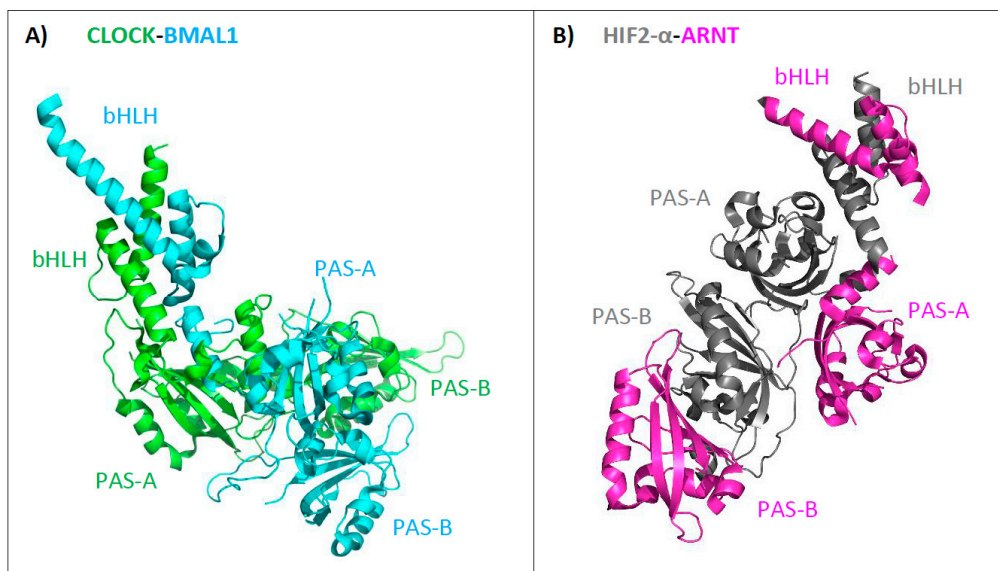 A) CLOCK-BMAL1
bHLH
bHLH
PAS-A
PAS-B
PAS-A
PAS-B
B) HIF2-α-ARNT
bHLH
bHLH
PAS-A
PAS-A
PAS-B
PAS-B